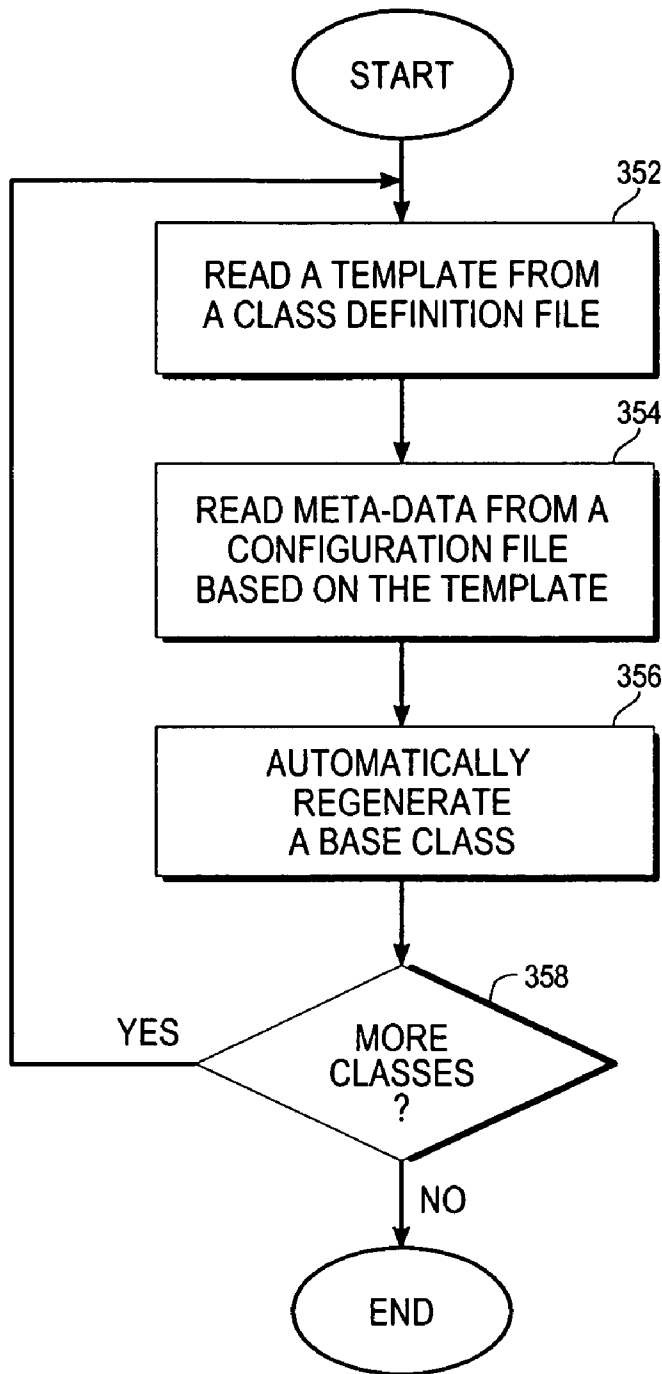 START
352
READ A TEMPLATE FROM
A CLASS DEFINITION FILE
354
READ META-DATA FROM A
CONFIGURATION FILE
BASED ON THE TEMPLATE
356
AUTOMATICALLY
REGENERATE
A BASE CLASS
358
YES
MORE
CLASSES
?
NO
END